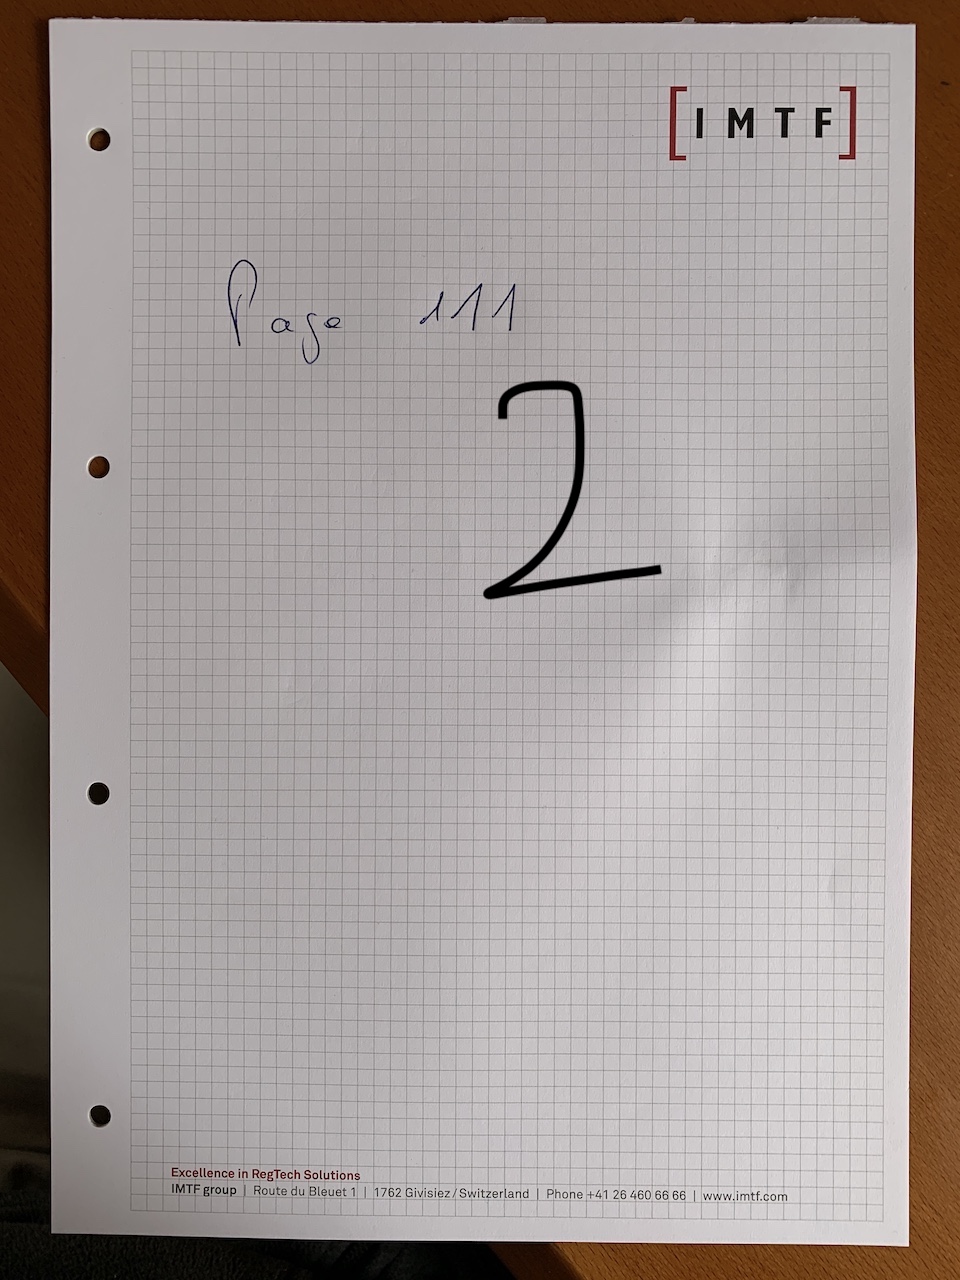 [IMTF]
Page 111
2
Excellence in RegTech Solutions
IMTF group | Route du Bleuet 1 | 1762 Givisiez / Switzerland | Phone +41 26 460 66 66 | www.imtf.com